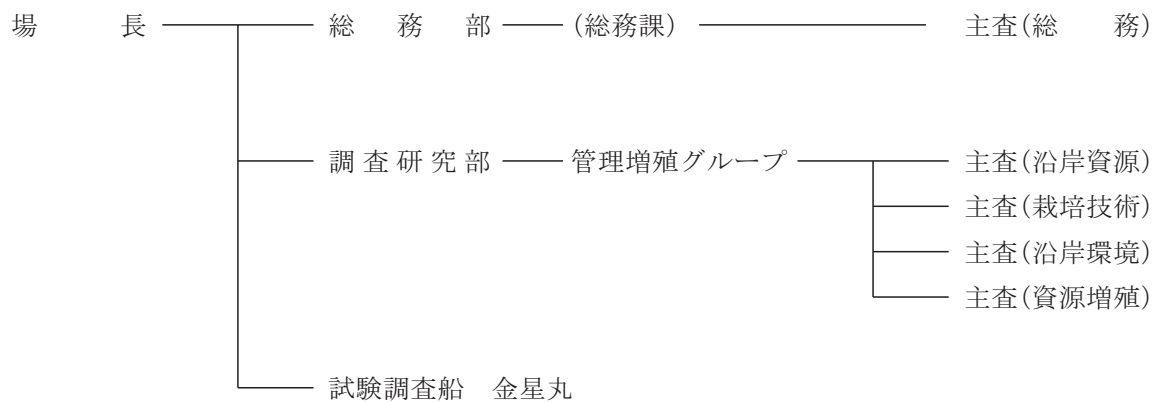 場長 総務部 (総務課) 主査(総務)
調査研究部 管理増殖グループ 主査(沿岸資源)
主査(栽培技術)
主査(沿岸環境)
主査(資源増殖)
試験調査船 金星丸